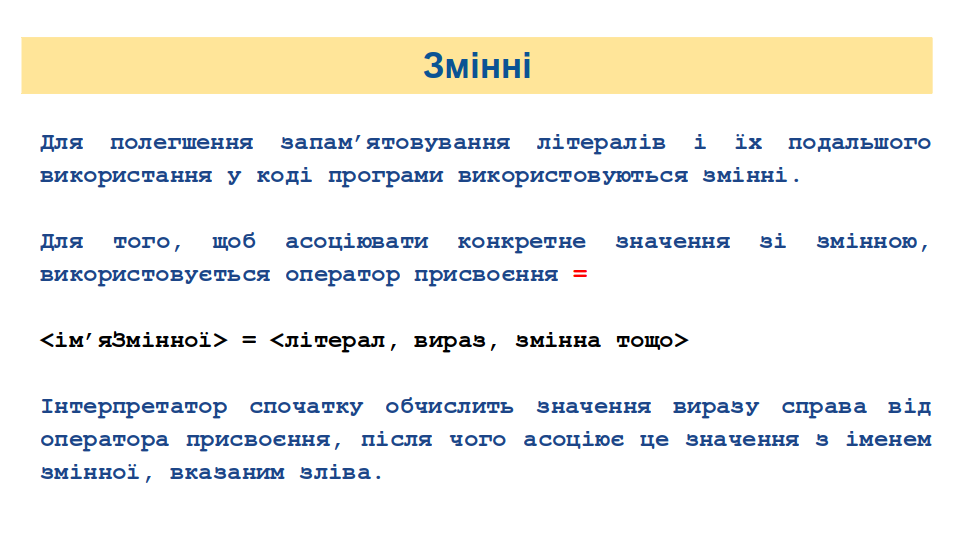 Змінні
Для полегшення запам’ятовування літералів і їх подальшого
використання у коді програми використовуються змінні.
Для того, щоб асоціювати конкретне значення зі змінною,
використовується оператор присвоєння =
<ім’яЗмінної> = <літерал, вираз, змінна тощо>
Інтерпретатор спочатку обчислить значення виразу справа від
оператора присвоєння, після чого асоціює це значення з іменем
змінної, вказаним зліва.